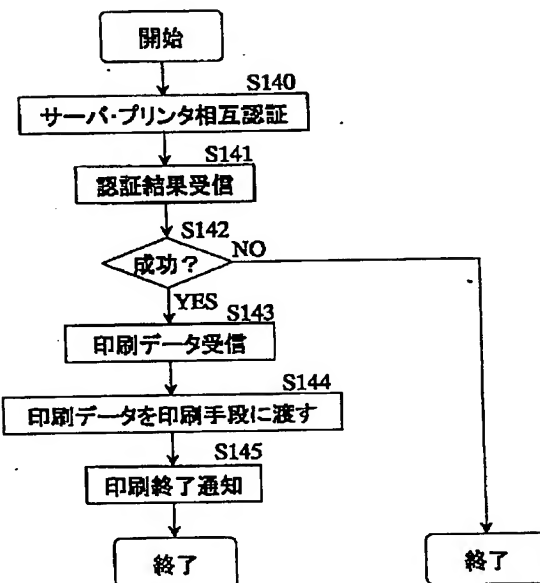 開始
S140
サーバ・プリンタ相互認証
S141
認証結果受信
S142
成功？
NO
YES
S143
印刷データ受信
S144
印刷データを印刷手段に渡す
S145
印刷終了通知
終了
終了